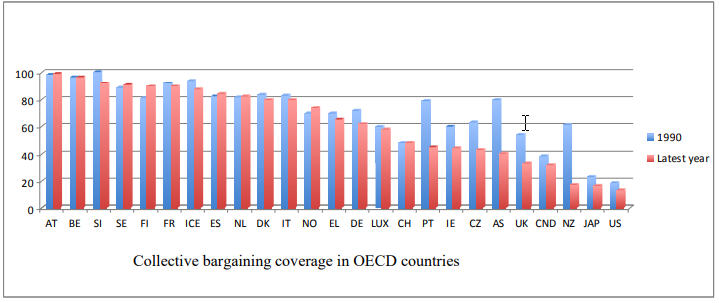 100
80
60
40
20
0
AT BE SI SE FI FR ICE ES NL DK IT NO EL DE LUX CH PT IE CZ AS UK CND NZ JAP US
1990
Latest year
Collective bargaining coverage in OECD countries